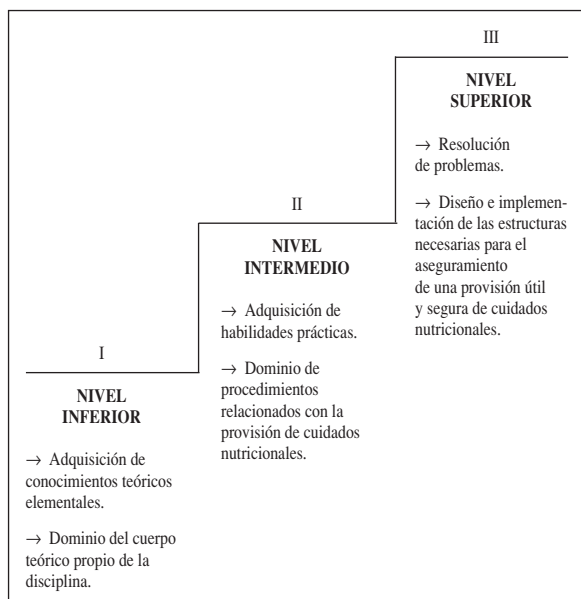 I
NIVEL
INFERIOR
→ Adquisición de
conocimientos teóricos
elementales.
→ Dominio del cuerpo
teórico propio de la
disciplina.
II
NIVEL
INTERMEDIO
→ Adquisición de
habilidades prácticas.
→ Dominio de
procedimientos
relacionados con la
provisión de cuidados
nutricionales.
III
NIVEL
SUPERIOR
→ Resolución
de problemas.
→ Diseño e implemen-
tación de las estructuras
necesarias para el
aseguramiento
de una provisión útil
y segura de cuidados
nutricionales.